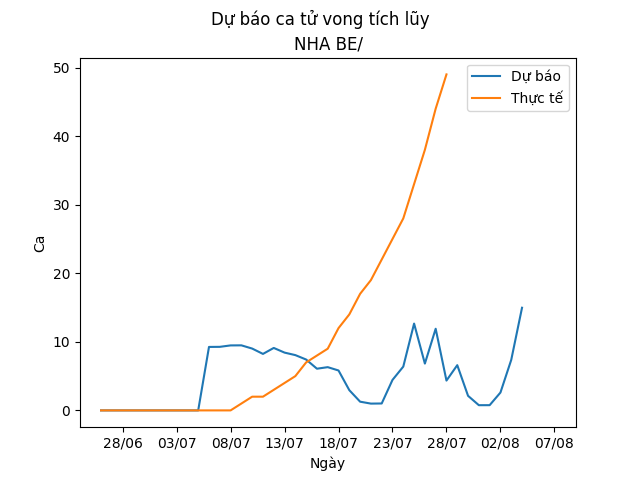 Dự báo ca tử vong tích lũy
NHA BE/
Dự báo
Thực tế
Ca
50
40
30
20
10
0
28/06 03/07 08/07 13/07 18/07 23/07 28/07 02/08 07/08
Ngày